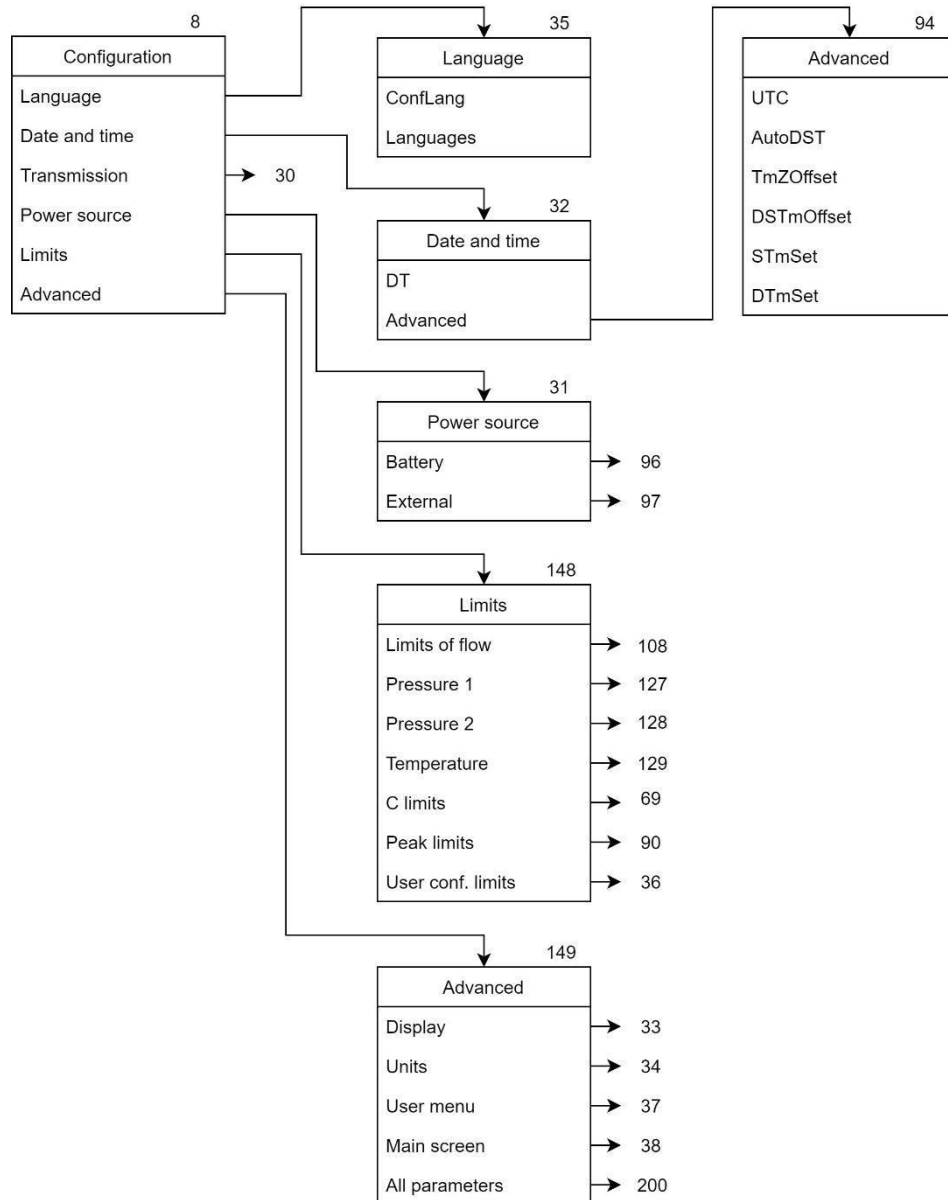 8
Configuration
Language
Date and time
Transmission 30
Power source
Limits
Advanced
35
Language
ConfLang
Languages
94
Advanced
UTC
AutoDST
TmZOffset
DSTmOffset
STmSet
DTmSet
32
Date and time
DT
Advanced
31
Power source
Battery 96
External 97
148
Limits
Limits of flow 108
Pressure 1 127
Pressure 2 128
Temperature 129
C limits 69
Peak limits 90
User conf. limits 36
149
Advanced
Display 33
Units 34
User menu 37
Main screen 38
All parameters 200